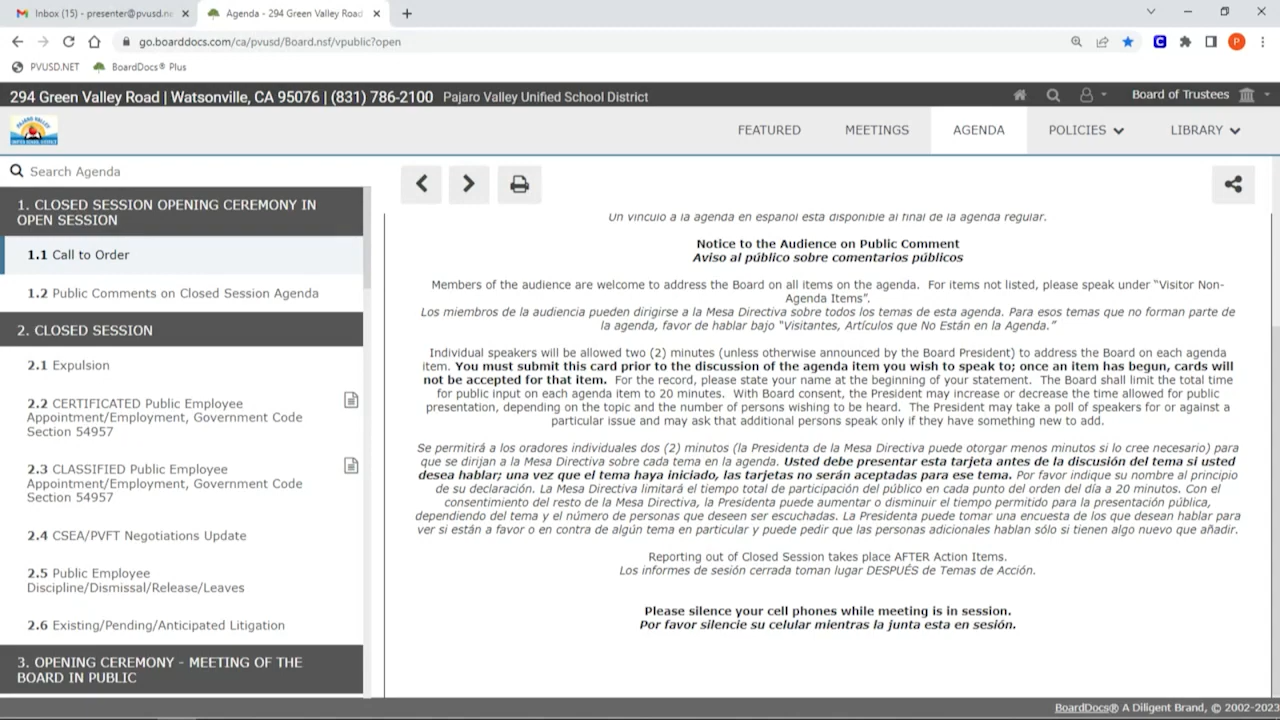 Inbox (15) - presenter@pvusd.ne
Agenda - 294 Green Valley Road
go.boarddocs.com/ca/pvusd/Board.nsf/vpublic?open
P
PVUSD.NET
BoardDocs® Plus
294 Green Valley Road | Watsonville, CA 95076 | (831) 786-2100 Pajaro Valley Unified School District
Board of Trustees
FEATURED
MEETINGS
AGENDA
POLICIES
LIBRARY
Search Agenda
1. CLOSED SESSION OPENING CEREMONY IN
OPEN SESSION
1.1 Call to Order
1.2 Public Comments on Closed Session Agenda
2. CLOSED SESSION
2.1 Expulsion
2.2 CERTIFICATED Public Employee
Appointment/Employment, Government Code
Section 54957
2.3 CLASSIFIED Public Employee
Appointment/Employment, Government Code
Section 54957
2.4 CSEA/PVFT Negotiations Update
2.5 Public Employee
Discipline/Dismissal/Release/Leaves
2.6 Existing/Pending/Anticipated Litigation
3. OPENING CEREMONY - MEETING OF THE
BOARD IN PUBLIC
Un vinculo a la agenda en espanol esta disponible al final de la agenda regular.
Notice to the Audience on Public Comment
Aviso al público sobre comentarios públicos
Members of the audience are welcome to address the Board on all items on the agenda. For items not listed, please speak under “Visitor Non-
Agenda Items”.
Los miembros de la audiencia pueden dirigirse a la Mesa Directiva sobre todos los temas de esta agenda. Para esos temas que no forman parte de
la agenda, favor de hablar bajo “Visitantes, Artículos que No Están en la Agenda.”
Individual speakers will be allowed two (2) minutes (unless otherwise announced by the Board President) to address the Board on each agenda
item. You must submit this card prior to the discussion of the agenda item you wish to speak to; once an item has begun, cards will
not be accepted for that item. For the record, please state your name at the beginning of your statement. The Board shall limit the total time
for public input on each agenda item to 20 minutes. With Board consent, the President may increase or decrease the time allowed for public
presentation, depending on the topic and the number of persons wishing to be heard. The President may take a poll of speakers for or against a
particular issue and may ask that additional persons speak only if they have something new to add.
Se permitirá a los oradores individuales dos (2) minutos (la Presidenta de la Mesa Directiva puede otorgar menos minutos si lo cree necesario) para
que se dirijan a la Mesa Directiva sobre cada tema en la agenda. Usted debe presentar esta tarjeta antes de la discusión del tema si usted
desea hablar; una vez que el tema haya iniciado, las tarjetas no serán aceptadas para ese tema. Por favor indique su nombre al principio
de su declaración. La Mesa Directiva limitará el tiempo total de participación del público en cada punto del orden del día a 20 minutos. Con el
consentimiento del resto de la Mesa Directiva, la Presidenta puede aumentar o disminuir el tiempo permitido para la presentación pública,
dependiendo del tema y el número de personas que deseen ser escuchadas. La Presidenta puede tomar una encuesta de los que desean hablar para
ver si están a favor o en contra de algún tema en particular y puede pedir que las personas adicionales hablan sólo si tienen algo nuevo que añadir.
Reporting out of Closed Session takes place AFTER Action Items.
Los informes de sesión cerrada toman lugar DESPUÉS de Temas de Acción.
Please silence your cell phones while meeting is in session.
Por favor silencie su celular mientras la junta esta en sesión.
BoardDocs® A Diligent Brand, © 2002-2023